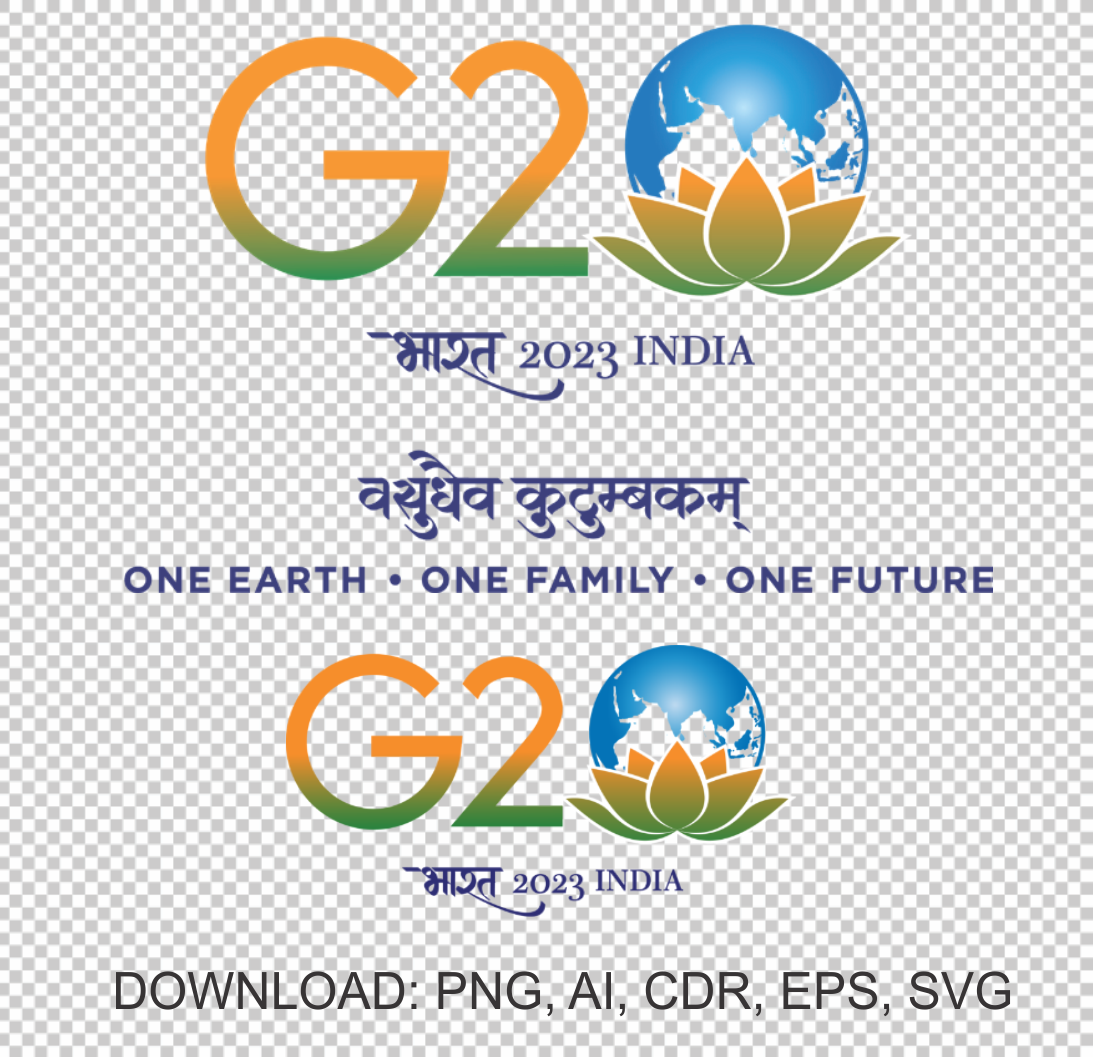 G20
भारत 2023 INDIA
वसुधैव कुटुम्बकम्
ONE EARTH • ONE FAMILY • ONE FUTURE
G20
भारत 2023 INDIA
DOWNLOAD: PNG, AI, CDR, EPS, SVG